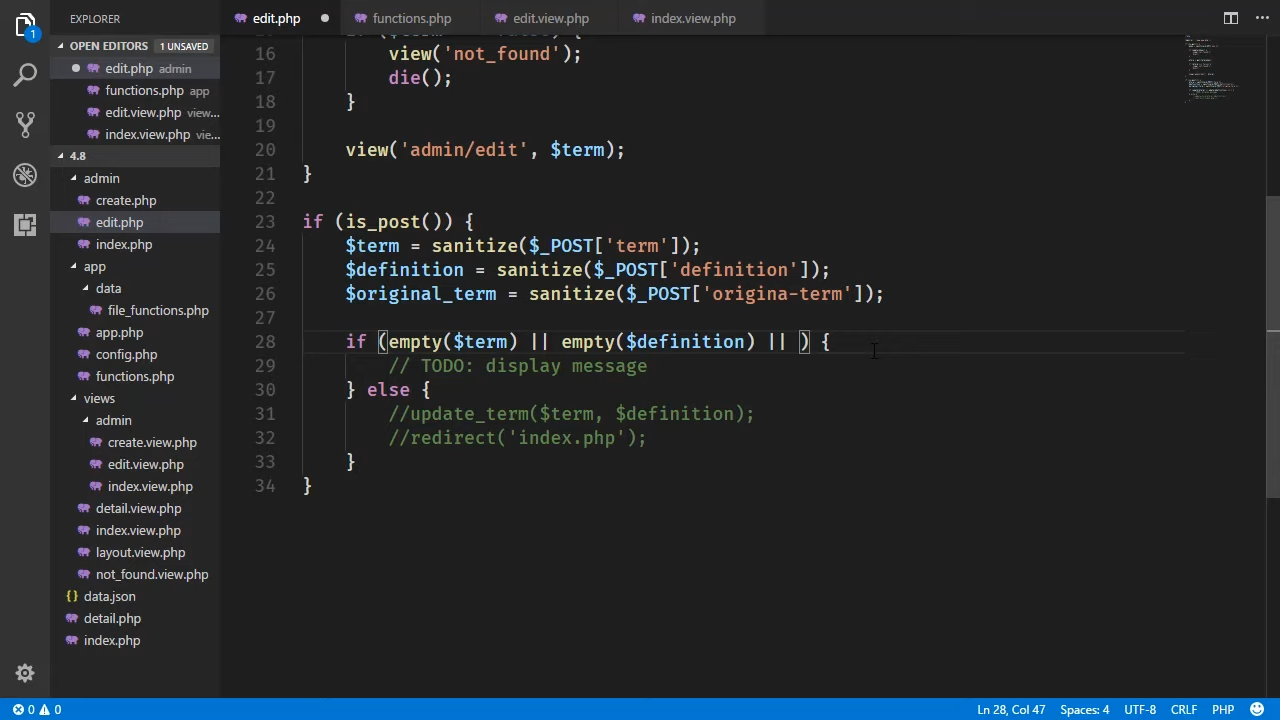 1
EXPLORER
OPEN EDITORS 1 UNSAVED
edit.php admin
functions.php app
edit.view.php view...
index.view.php vie...
4.8
admin
create.php
edit.php
index.php
app
data
file_functions.php
app.php
config.php
functions.php
views
admin
create.view.php
edit.view.php
index.view.php
detail.view.php
index.view.php
layout.view.php
not_found.view.php
{} data.json
detail.php
index.php
edit.php functions.php edit.view.php index.view.php
16 view('not_found');
17 die();
18 }
19
20 view('admin/edit', $term);
21 }
22
23 if (is_post()) {
24 $term = sanitize($_POST['term']);
25 $definition = sanitize($_POST['definition']);
26 $original_term = sanitize($_POST['origina-term']);
27
28 if (empty($term) || empty($definition) || ) {
29 // TODO: display message
30 } else {
31 //update_term($term, $definition);
32 //redirect('index.php');
33 }
34 }
0 0 Ln 28, Col 47 Spaces: 4 UTF-8 CRLF PHP